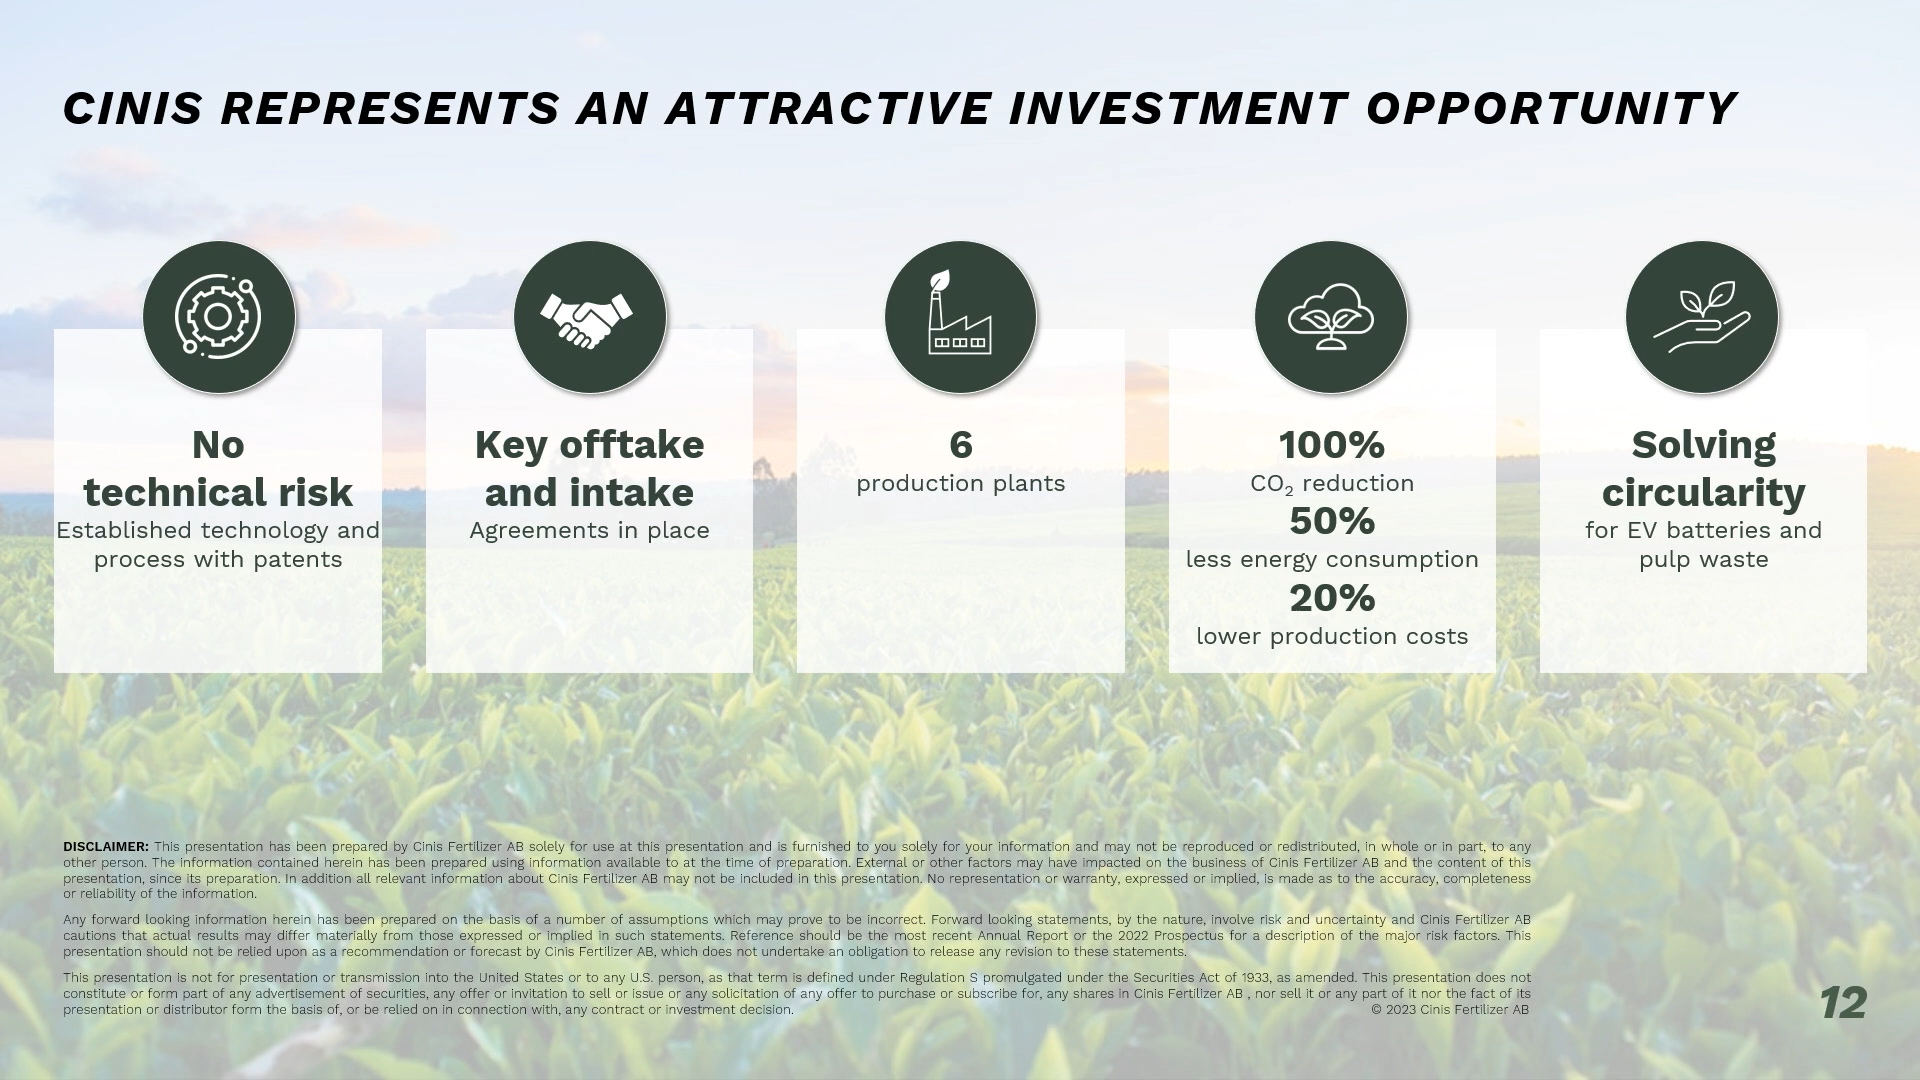 CINIS REPRESENTS AN ATTRACTIVE INVESTMENT OPPORTUNITY
No
technical risk
Established technology and
process with patents
Key offtake
and intake
Agreements in place
6
production plants
100%
CO₂ reduction
50%
less energy consumption
20%
lower production costs
Solving
circularity
for EV batteries and
pulp waste
DISCLAIMER: This presentation has been prepared by Cinis Fertilizer AB solely for use at this presentation and is furnished to you solely for your information and may not be reproduced or redistributed, in whole or in part, to any
other person. The information contained herein has been prepared using information available to at the time of preparation. External or other factors may have impacted on the business of Cinis Fertilizer AB and the content of this
presentation, since its preparation. In addition all relevant information about Cinis Fertilizer AB may not be included in this presentation. No representation or warranty, expressed or implied, is made as to the accuracy, completeness
or reliability of the information.
Any forward looking information herein has been prepared on the basis of a number of assumptions which may prove to be incorrect. Forward looking statements, by the nature, involve risk and uncertainty and Cinis Fertilizer AB
cautions that actual results may differ materially from those expressed or implied in such statements. Reference should be the most recent Annual Report or the 2022 Prospectus for a description of the major risk factors. This
presentation should not be relied upon as a recommendation or forecast by Cinis Fertilizer AB, which does not undertake an obligation to release any revision to these statements.
This presentation is not for presentation or transmission into the United States or to any U.S. person, as that term is defined under Regulation S promulgated under the Securities Act of 1933, as amended. This presentation does not
constitute or form part of any advertisement of securities, any offer or invitation to sell or issue or any solicitation of any offer to purchase or subscribe for, any shares in Cinis Fertilizer AB , nor sell it or any part of it nor the fact of its
presentation or distributor form the basis of, or be relied on in connection with, any contract or investment decision.
© 2023 Cinis Fertilizer AB
12